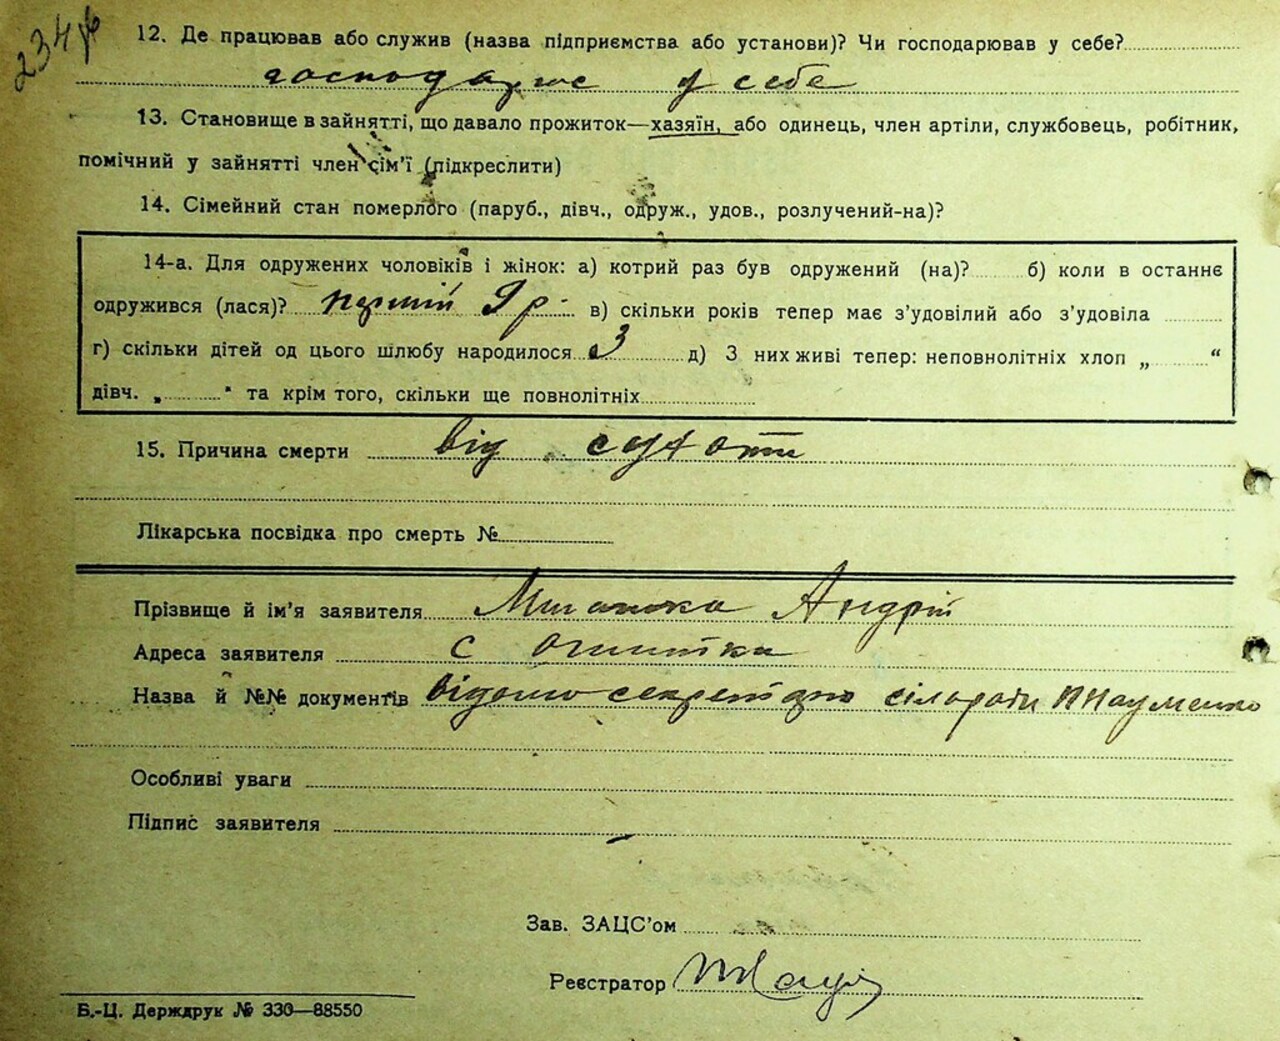 234
12. Де працював або служив (назва підприємства або установи)? Чи господарював у себе?
господарює у себе
13. Становище в зайнятті, що давало прожиток—хазяїн, або одинець, член артілі, службовець, робітник,
помічний у зайнятті член сім’ї (підкреслити)
14. Сімейний стан померлого (паруб., дівч., одруж., удов., розлучений-на)?
14-а. Для одружених чоловіків і жінок: а) котрий раз був одружений (на)? б) коли в останнє
одружився (лася)? перший 9 р. в) скільки років тепер має з’удовілий або з’удовіла
г) скільки дітей од цього шлюбу народилося 3 д) З них живі тепер: неповнолітніх хлоп „ “
дівч. „ “ та крім того, скільки ще повнолітніх
15. Причина смерти від сухоти
Лікарська посвідка про смерть №
Прізвище й ім’я заявителя Андрій
Адреса заявителя с
Назва й №№ документів відомо секретарю сільради Науменко
Особливі уваги
Підпис заявителя
Зав. ЗАЦС’ом
Реєстратор
Б.-Ц. Держдрук № 330—88550